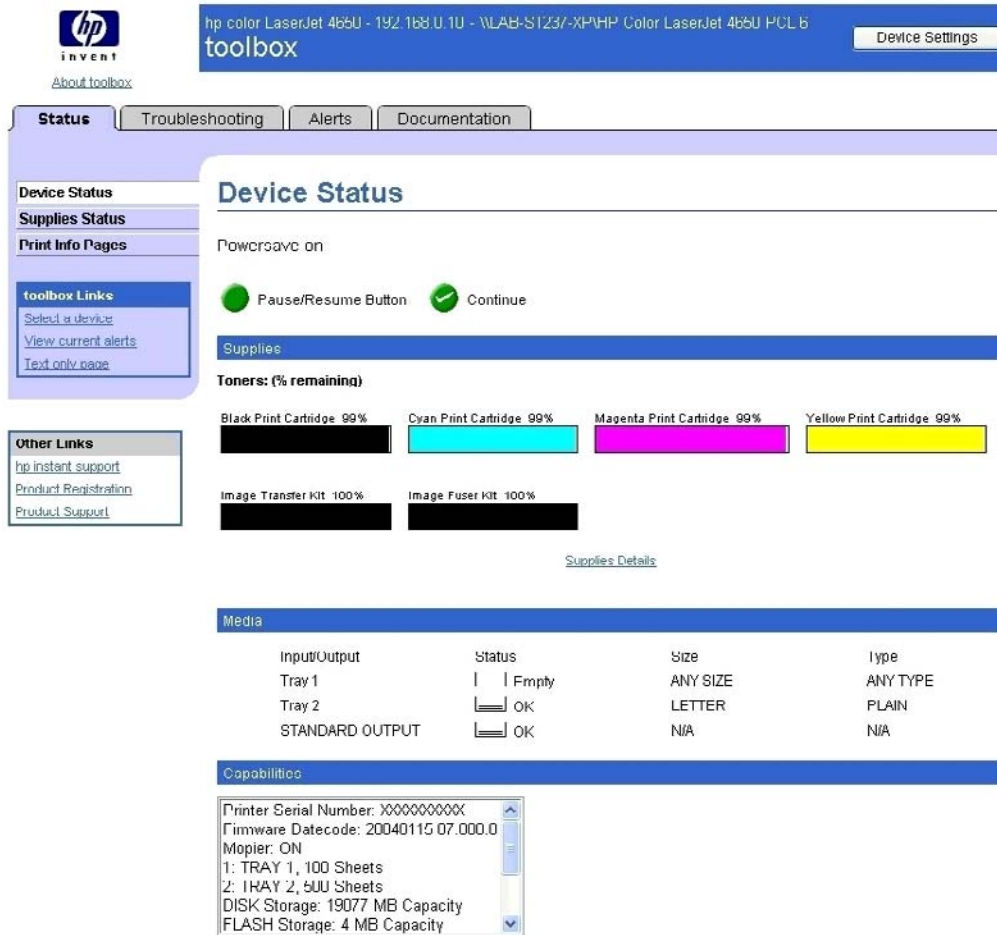 hp
invent
About toolbox
hp color LaserJet 4650 - 192.168.0.10 - \\LAB-ST237-XP\HP Color LaserJet 4650 PCL 6
toolbox
Device Settings
Status
Troubleshooting
Alerts
Documentation
Device Status
Supplies Status
Print Info Pages
toolbox Links
Select a device
View current alerts
Text only page
Other Links
hp instant support
Product Registration
Product Support
Device Status
Powersave on
Pause/Resume Button
Continue
Supplies
Toners: (% remaining)
Black Print Cartridge 99%
Cyan Print Cartridge 99%
Magenta Print Cartridge 99%
Yellow Print Cartridge 99%
Image Transfer Kit 100%
Image Fuser Kit 100%
Supplies Details
Media
Input/Output Status Size Type
Tray 1 Empty ANY SIZE ANY TYPE
Tray 2 OK LETTER PLAIN
STANDARD OUTPUT OK N/A N/A
Capabilities
Printer Serial Number: XXXXXXXXXX
Firmware Datecode: 20040115 07.000.0
Mopier: ON
1: TRAY 1, 100 Sheets
2: TRAY 2, 500 Sheets
DISK Storage: 19077 MB Capacity
FLASH Storage: 4 MB Capacity